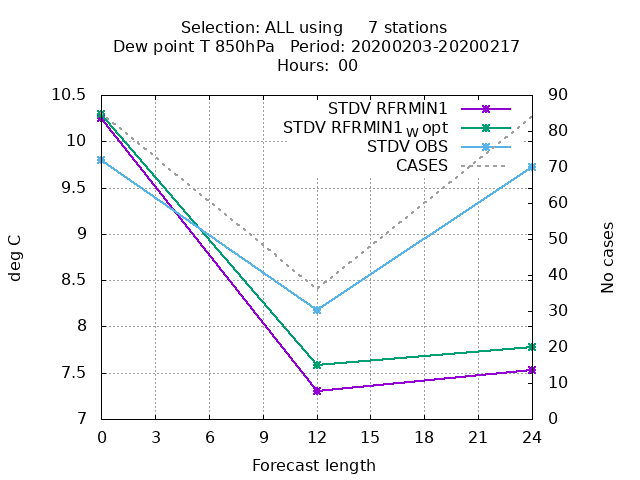 Selection: ALL using     7 stations
Dew point T 850hPa   Period: 20200203-20200217
Hours: 00
STDV RFRMIN1
STDV RFRMIN1wopt
STDV OBS
CASES
10.5
10
9.5
9
8.5
8
7.5
7
90
80
70
60
50
40
30
20
10
0
deg C
No cases
0 3 6 9 12 15 18 21 24
Forecast length